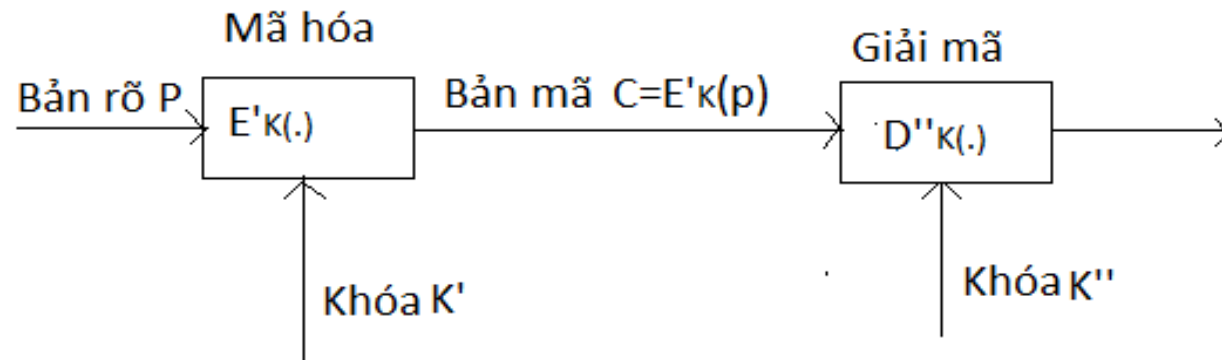 Mã hóa
Giải mã
Bản rõ P
E'K(.)
Bản mã C=E'K(p)
D''K(.)
Khóa K'
Khóa K''